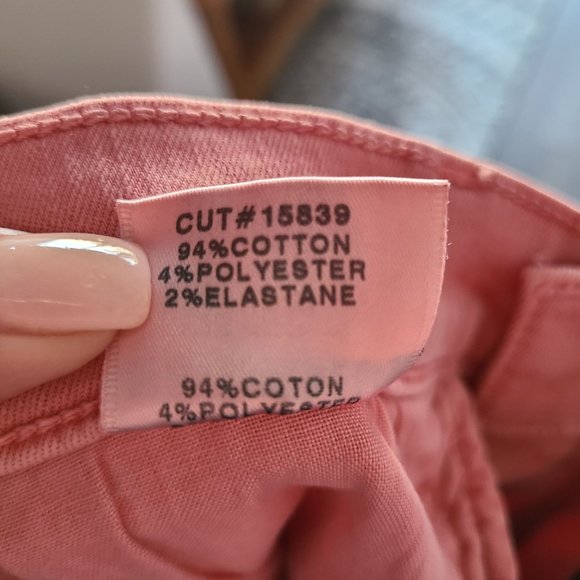 CUT#15839
94%COTTON
4%POLYESTER
2%ELASTANE
94%COTON
4%POLYESTER